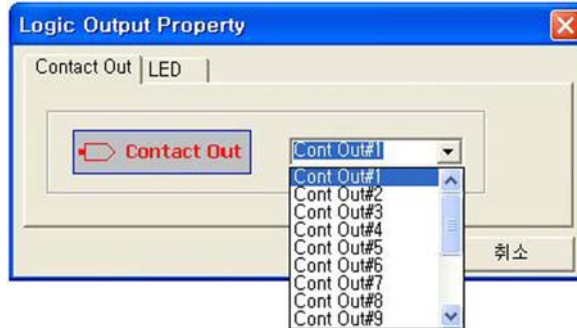 Logic Output Property
Contact Out
LED
Contact Out
Cont Out#1
Cont Out#1
Cont Out#2
Cont Out#3
Cont Out#4
Cont Out#5
Cont Out#6
Cont Out#7
Cont Out#8
Cont Out#9
취소